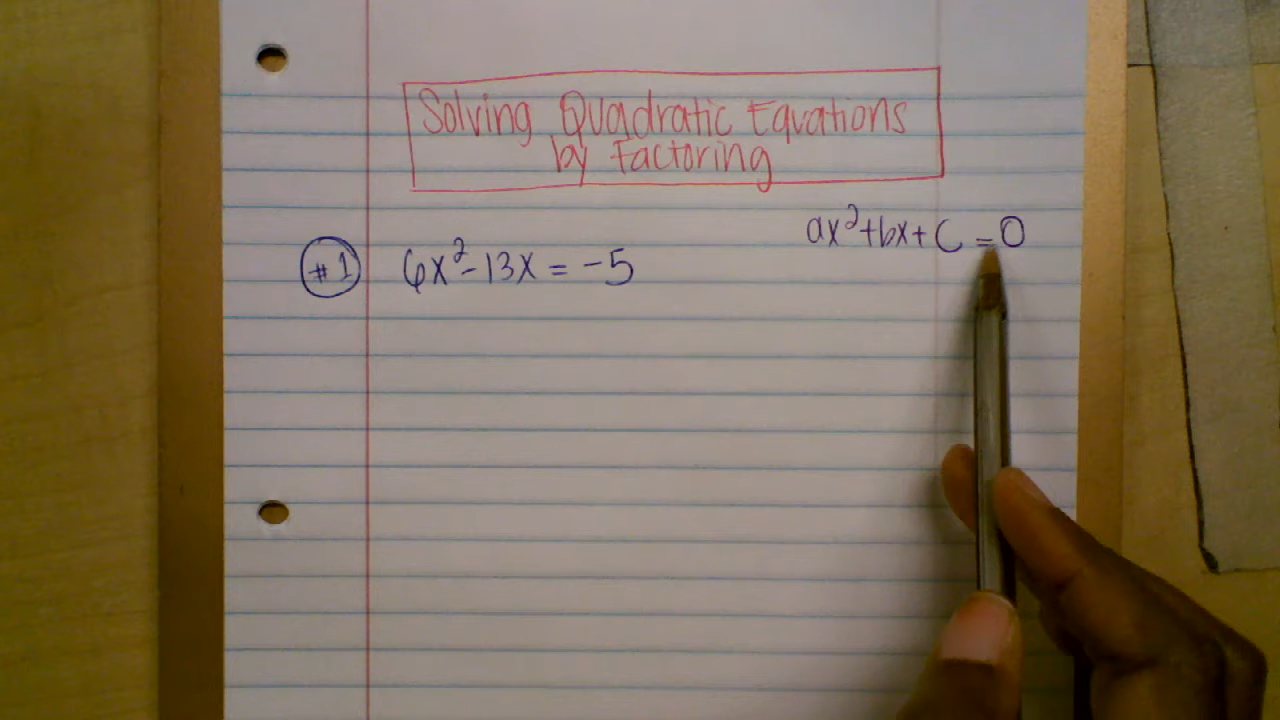 Solving Quadratic Equations
by Factoring
ax²+bx+C=0
#1 6x²-13x=-5